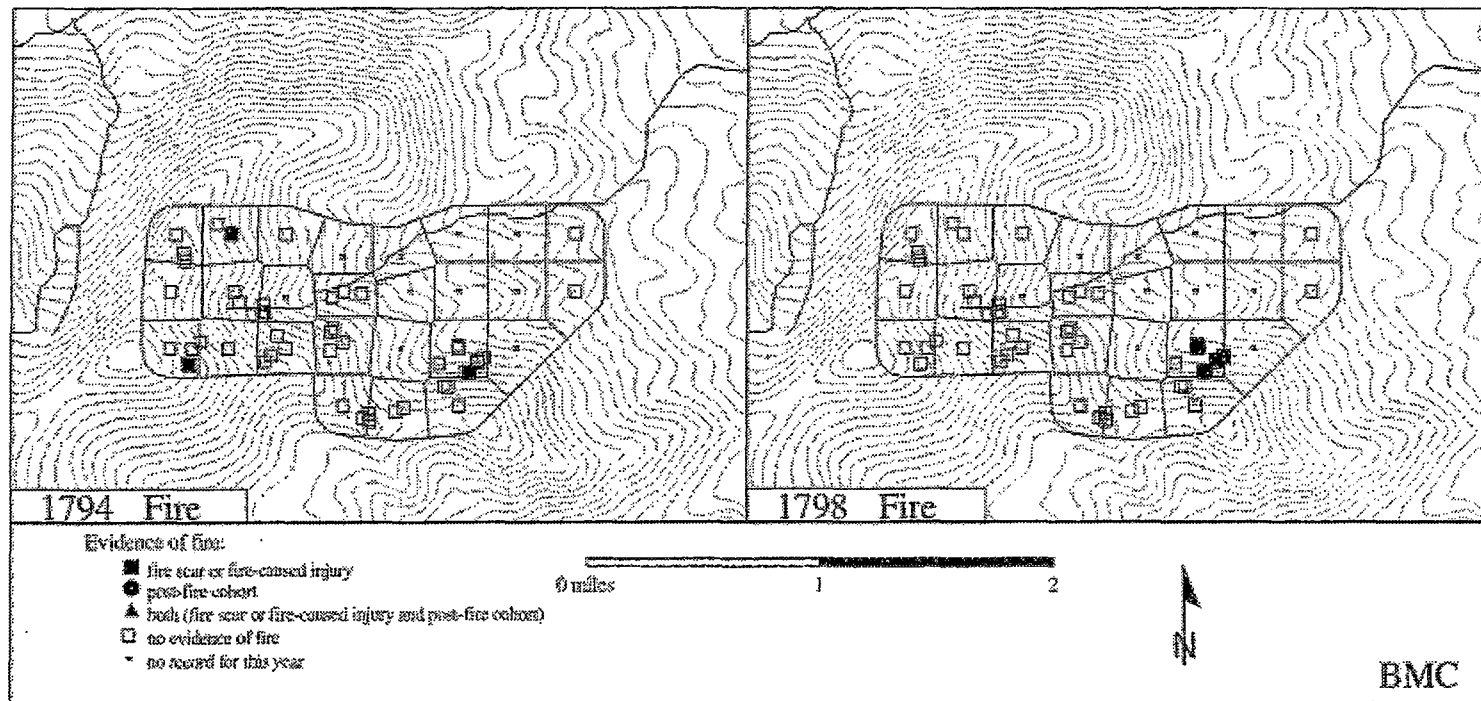 1794 Fire
1798 Fire
Evidence of fire:
fire scar or fire-caused injury
post-fire cohort
both (fire scar or fire-caused injury and post-fire cohort)
no evidence of fire
no record for this year
0 miles 1 2
N
BMC